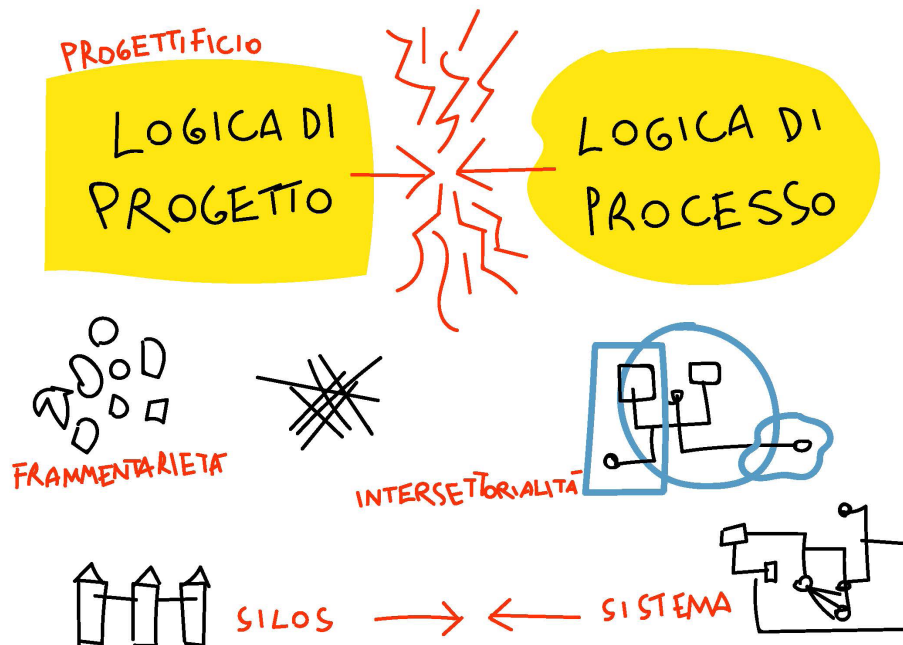 PROGETTIFICIO
LOGICA DI
PROGETTO
LOGICA DI
PROCESSO
FRAMMENTARIETÀ
INTERSETTORIALITÀ
SILOS
SISTEMA